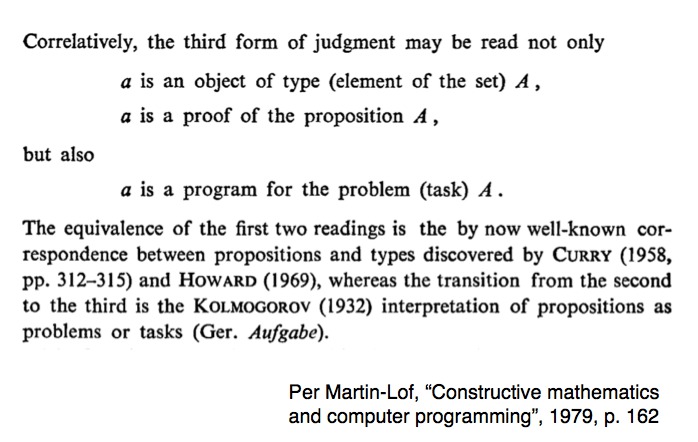 Correlatively, the third form of judgment may be read not only
a is an object of type (element of the set) A,
a is a proof of the proposition A,
but also
a is a program for the problem (task) A.
The equivalence of the first two readings is the by now well-known cor-
respondence between propositions and types discovered by CURRY (1958,
pp. 312–315) and HOWARD (1969), whereas the transition from the second
to the third is the KOLMOGOROV (1932) interpretation of propositions as
problems or tasks (Ger. Aufgabe).
Per Martin-Lof, “Constructive mathematics
and computer programming”, 1979, p. 162